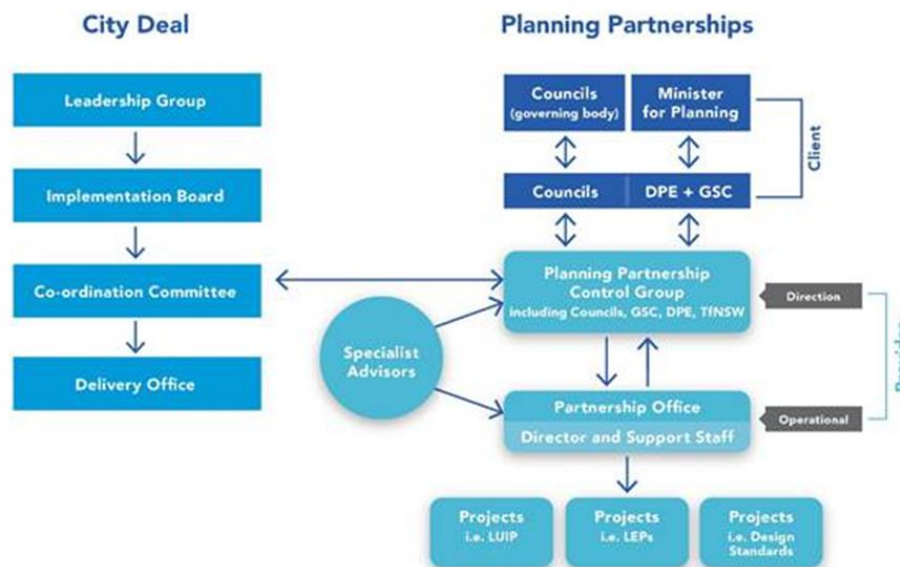 City Deal
Leadership Group
Implementation Board
Co-ordination Committee
Delivery Office
Planning Partnerships
Councils
(governing body)
Minister
for Planning
Client
Councils
DPE + GSC
Planning Partnership
Control Group
including Councils, GSC, DPE, TfNSW
Direction
Specialist
Advisors
Partnership Office
Director and Support Staff
Operational
Projects
i.e. LUIP
Projects
i.e. LEPs
Projects
i.e. Design
Standards